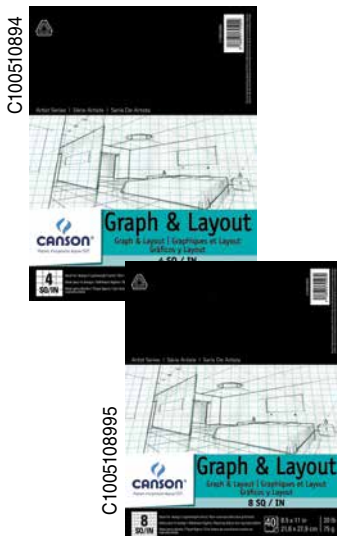 C100510894
Artist Series | Série Artiste | Serie De Artista
Graph & Layout
Graph & Layout | Graphiques et Layout
Gráficos y Layout
4 SQ / IN
CANSON®
4
SQ/IN
C1005108995
Artist Series | Série Artiste | Serie De Artista
Graph & Layout
Graph & Layout | Graphiques et Layout
Gráficos y Layout
8 SQ / IN
CANSON®
8
SQ/IN
40
8.5 x 11 in
21,6 x 27,9 cm
20 lb
75 g